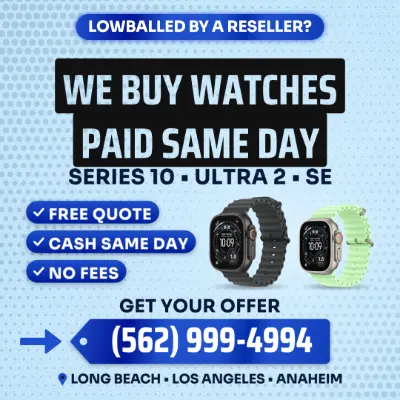 LOWBALLED BY A RESELLER?
WE BUY WATCHES
PAID SAME DAY
SERIES 10 • ULTRA 2 • SE
FREE QUOTE
CASH SAME DAY
NO FEES
GET YOUR OFFER
(562) 999-4994
LONG BEACH • LOS ANGELES • ANAHEIM